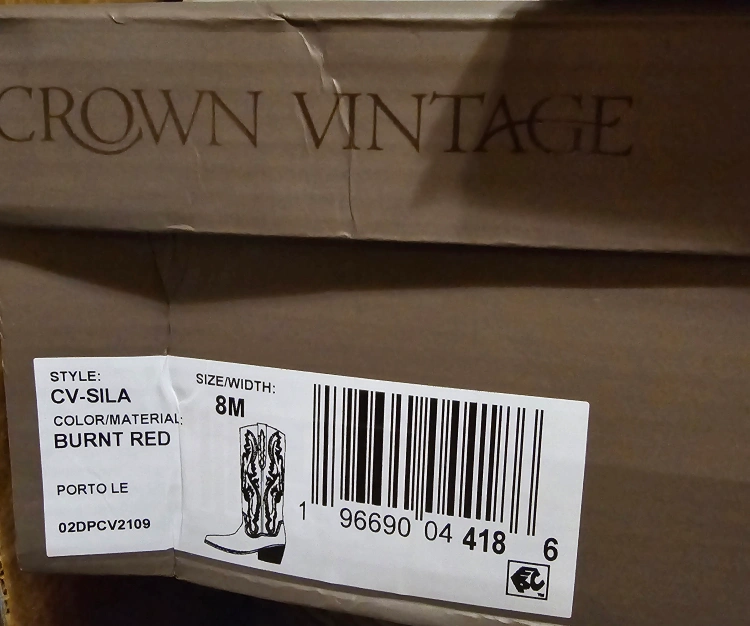 CROWN VINTAGE
STYLE:
CV-SILA
COLOR/MATERIAL:
BURNT RED
PORTO LE
02DPCV2109
SIZE/WIDTH:
8M
1 96690 04 418 6